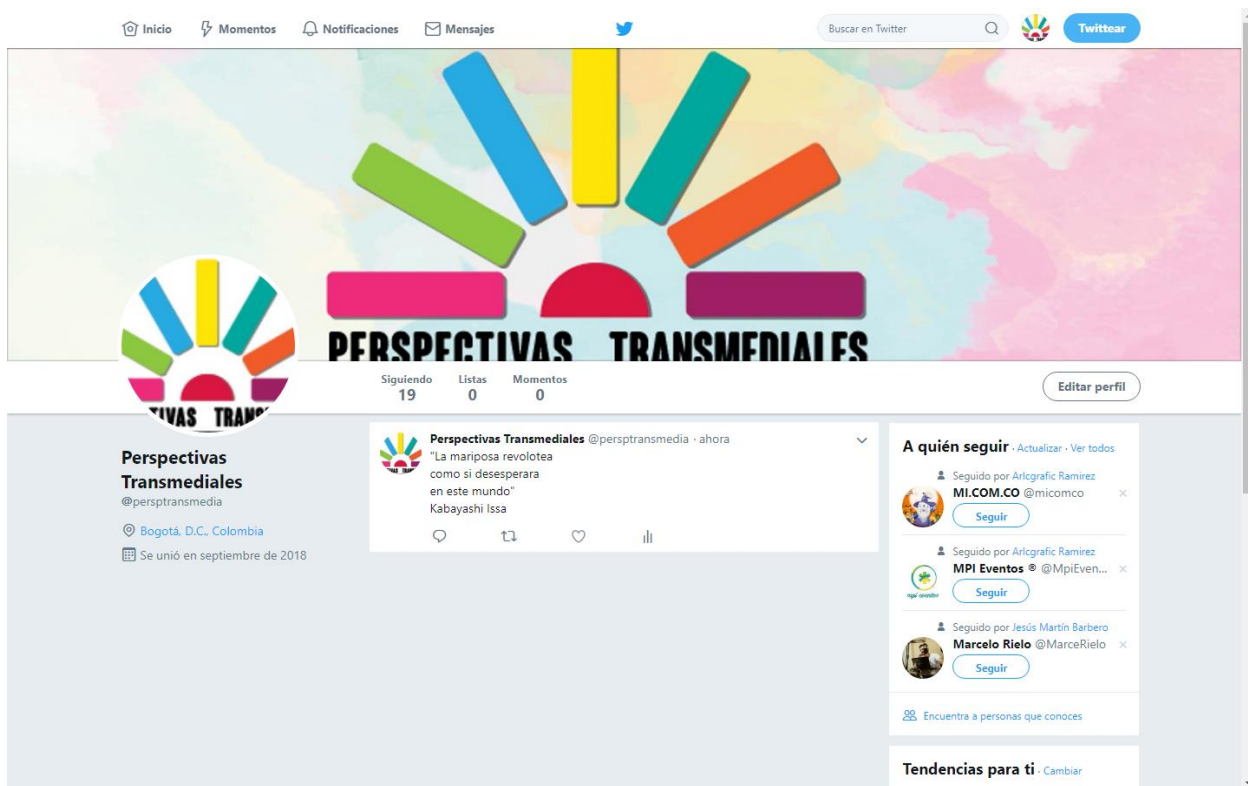 Inicio Momentos Notificaciones Mensajes Buscar en Twitter Twittear
PERSPECTIVAS TRANSMEDIALES
Siguiendo Listas Momentos
19 0 0
Editar perfil
TIVAS TRANS
Perspectivas
Transmediales
@persptransmedia
Bogotá, D.C., Colombia
Se unió en septiembre de 2018
Perspectivas Transmediales @persptransmedia · ahora
"La mariposa revolotea
como si desesperara
en este mundo"
Kabayashi Issa
A quién seguir · Actualizar · Ver todos
Seguido por Arlcgrafic Ramirez
MI.COM.CO @micomco
Seguir
Seguido por Arlcgrafic Ramirez
MPI Eventos ® @MpiEven...
Seguir
Seguido por Jesús Martín Barbero
Marcelo Rielo @MarceRielo
Seguir
Encuentra a personas que conoces
Tendencias para ti · Cambiar